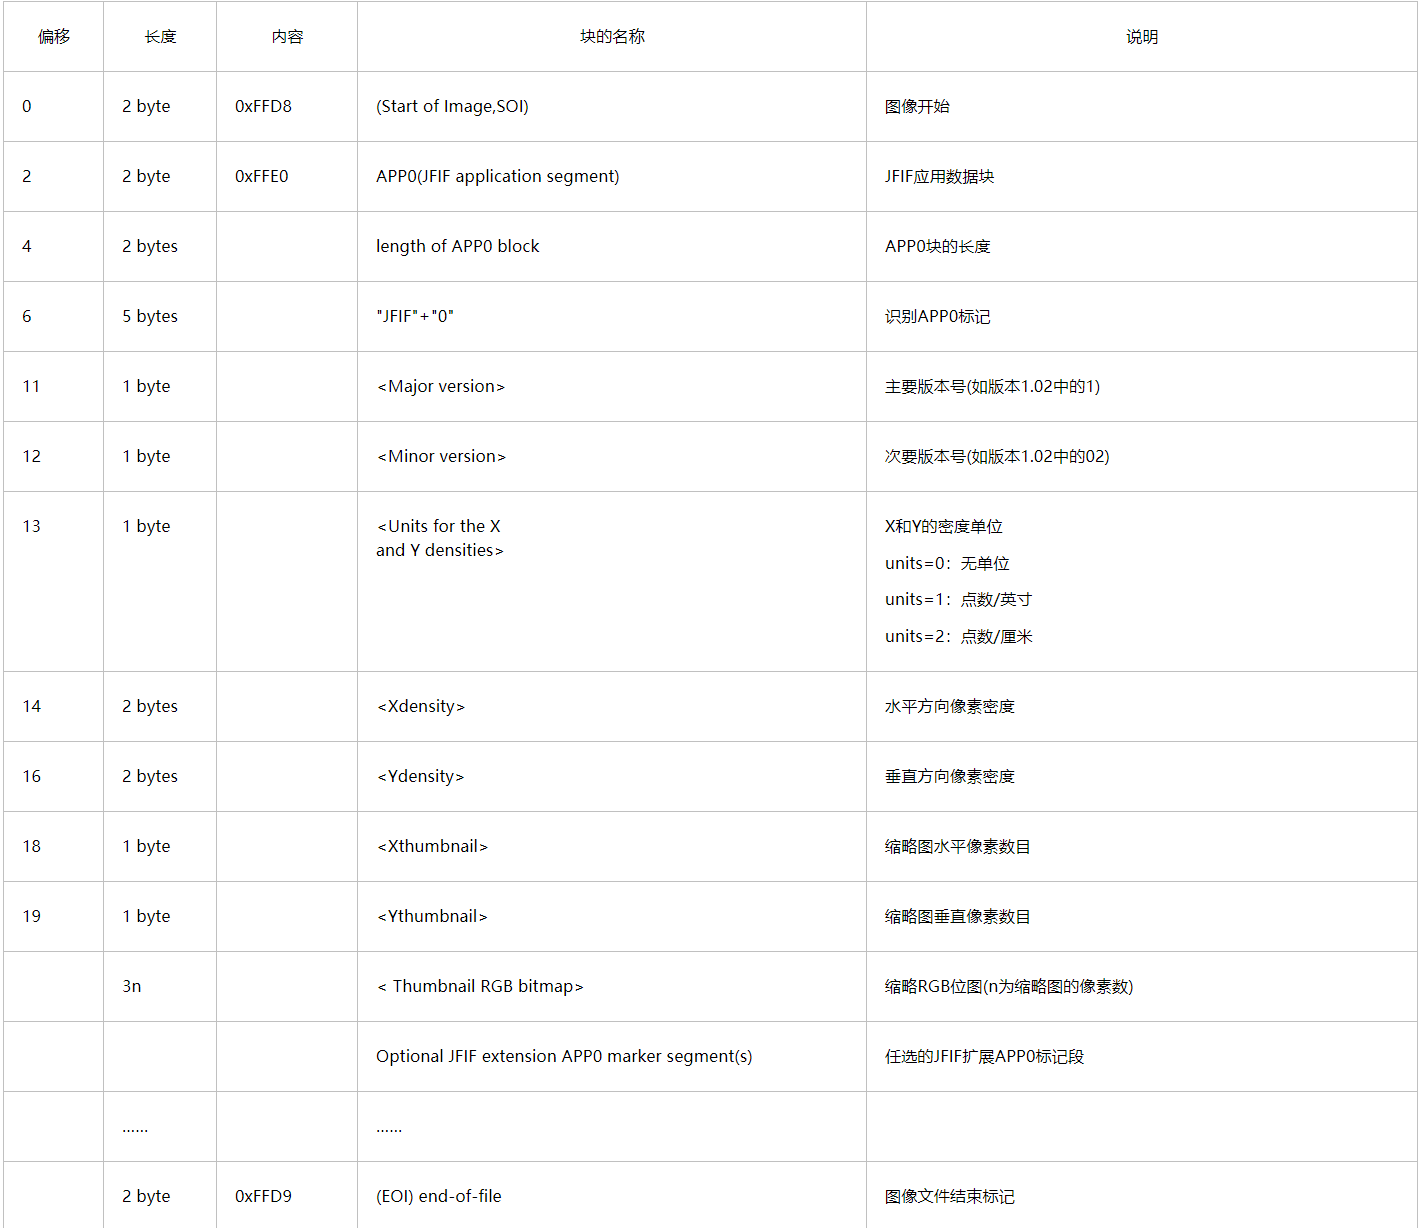 偏移 长度 内容 块的名称 说明
0 2 byte 0xFFD8 (Start of Image,SOI) 图像开始
2 2 byte 0xFFE0 APP0(JFIF application segment) JFIF应用数据块
4 2 bytes length of APP0 block APP0块的长度
6 5 bytes "JFIF"+"0" 识别APP0标记
11 1 byte <Major version> 主要版本号(如版本1.02中的1)
12 1 byte <Minor version> 次要版本号(如版本1.02中的02)
13 1 byte <Units for the X X和Y的密度单位
and Y densities>
units=0：无单位
units=1：点数/英寸
units=2：点数/厘米
14 2 bytes <Xdensity> 水平方向像素密度
16 2 bytes <Ydensity> 垂直方向像素密度
18 1 byte <Xthumbnail> 缩略图水平像素数目
19 1 byte <Ythumbnail> 缩略图垂直像素数目
3n < Thumbnail RGB bitmap> 缩略RGB位图(n为缩略图的像素数)
Optional JFIF extension APP0 marker segment(s) 任选的JFIF扩展APP0标记段
…… ……
2 byte 0xFFD9 (EOI) end-of-file 图像文件结束标记